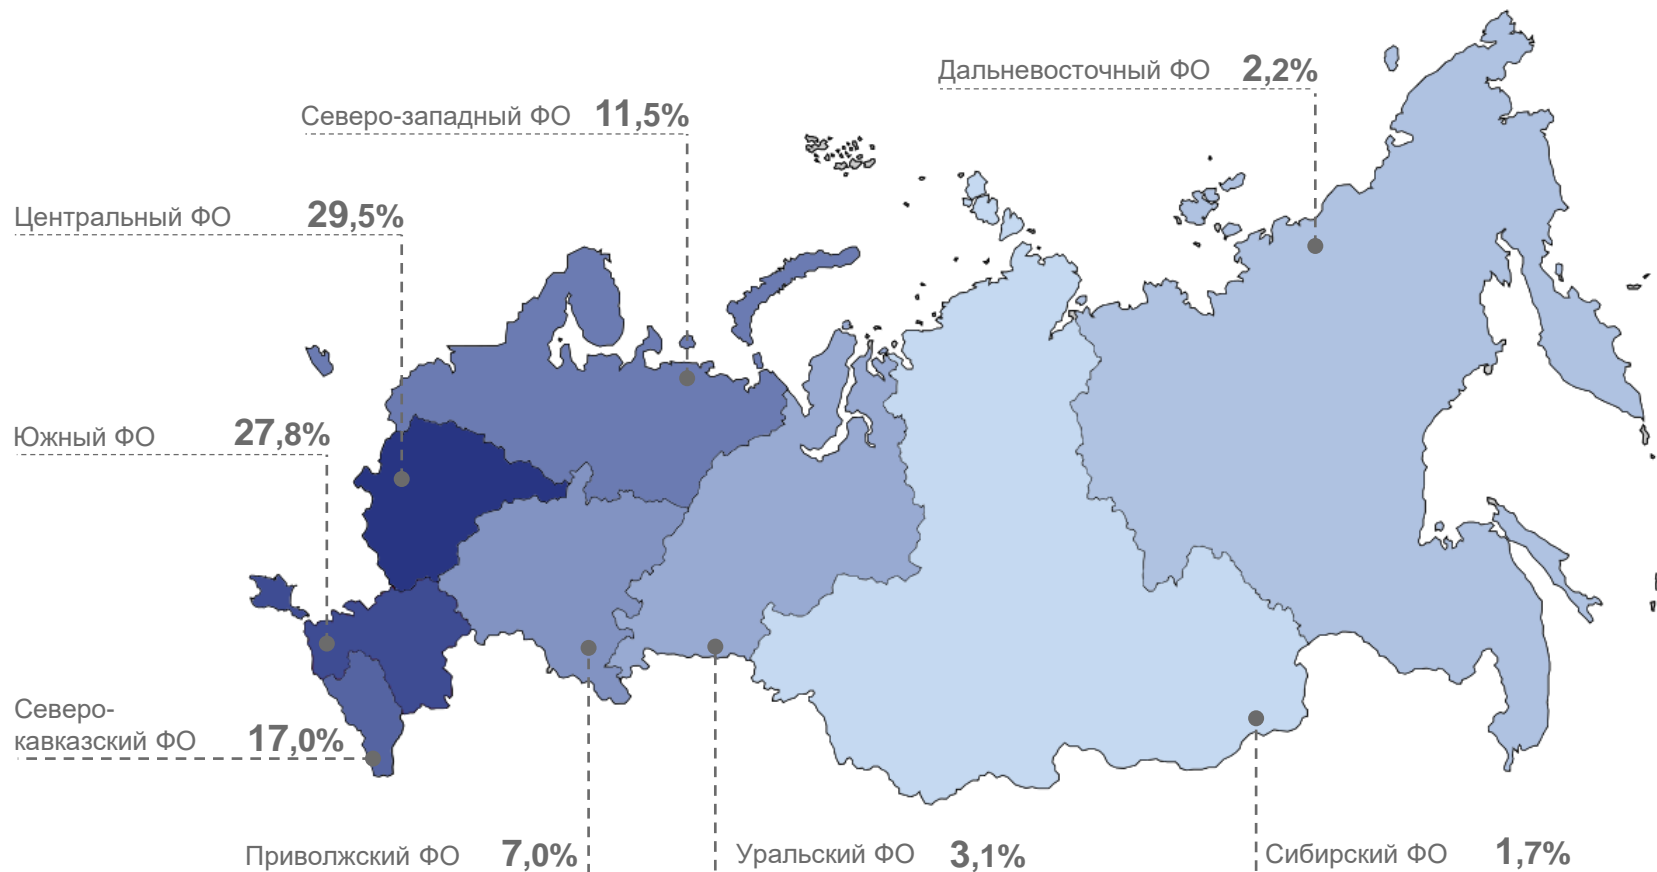 Дальневосточный ФО 2,2%
Северо-западный ФО 11,5%
Центральный ФО 29,5%
Южный ФО 27,8%
Северо-
кавказский ФО 17,0%
Приволжский ФО 7,0%
Уральский ФО 3,1%
Сибирский ФО 1,7%